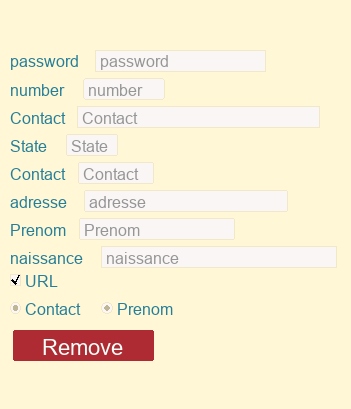 password password
number number
Contact Contact
State State
Contact Contact
adresse adresse
Prenom Prenom
naissance naissance
URL
Contact Prenom
Remove